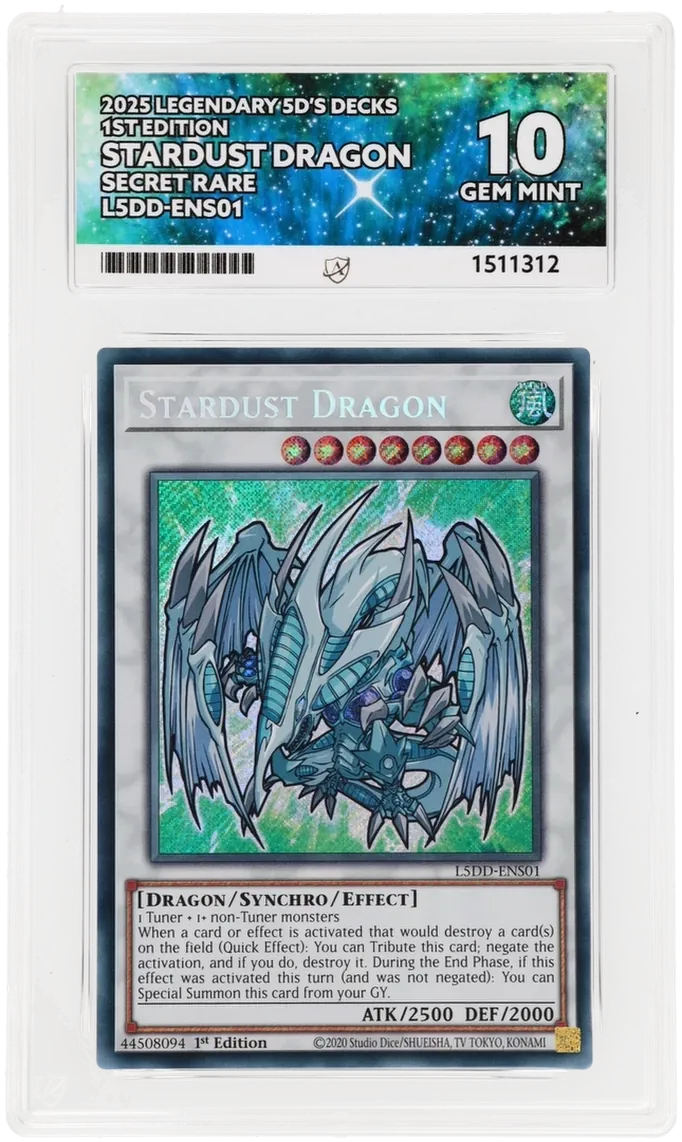 2025 LEGENDARY 5D'S DECKS
1ST EDITION
STARDUST DRAGON
SECRET RARE
L5DD-ENS01
10
GEM MINT
1511312
STARDUST DRAGON
WIND
風
L5DD-ENS01
[DRAGON/SYNCHRO/EFFECT]
1 Tuner + 1+ non-Tuner monsters
When a card or effect is activated that would destroy a card(s)
on the field (Quick Effect): You can Tribute this card; negate the
activation, and if you do, destroy it. During the End Phase, if this
effect was activated this turn (and was not negated): You can
Special Summon this card from your GY.
ATK/2500 DEF/2000
44508094 1st Edition ©2020 Studio Dice/SHUEISHA, TV TOKYO, KONAMI